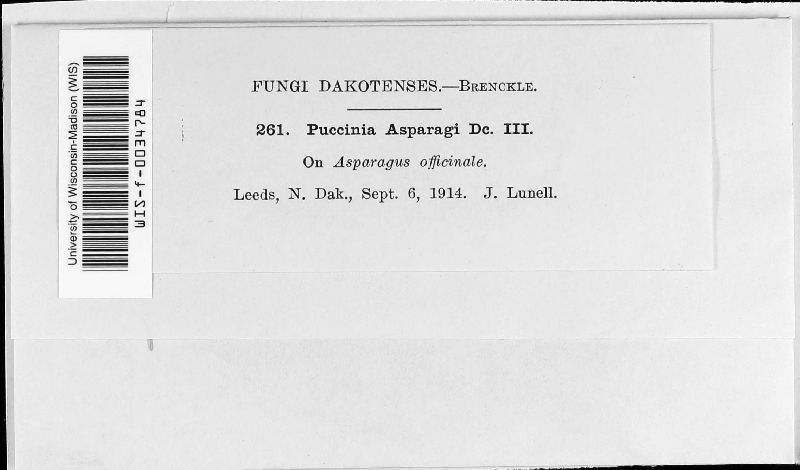 FUNGI DAKOTENSES.—BRENCKLE.
261. Puccinia Asparagi Dc. III.
On Asparagus officinale.
Leeds, N. Dak., Sept. 6, 1914. J. Lunell.
University of Wisconsin-Madison (WIS)
WIS-f-0034784